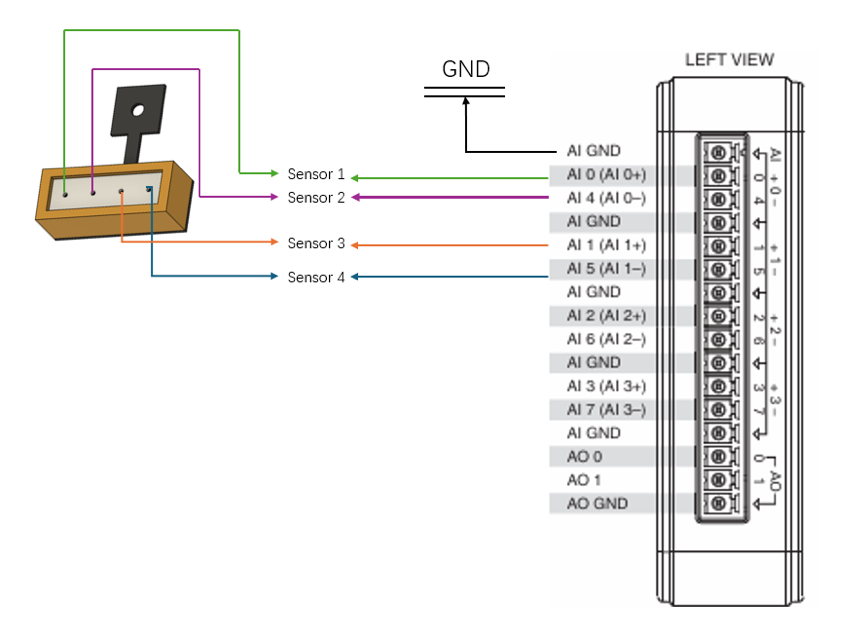 GND
LEFT VIEW
AI GND
AI 0 (AI 0+)
AI 4 (AI 0–)
AI GND
AI 1 (AI 1+)
AI 5 (AI 1–)
AI GND
AI 2 (AI 2+)
AI 6 (AI 2–)
AI GND
AI 3 (AI 3+)
AI 7 (AI 3–)
AI GND
AO 0
AO 1
AO GND
Sensor 1
Sensor 2
Sensor 3
Sensor 4
AI
0
4
1
5
2
6
3
7
0
1
+ 0 –
+ 1 –
+ 2 –
+ 3 –
AO